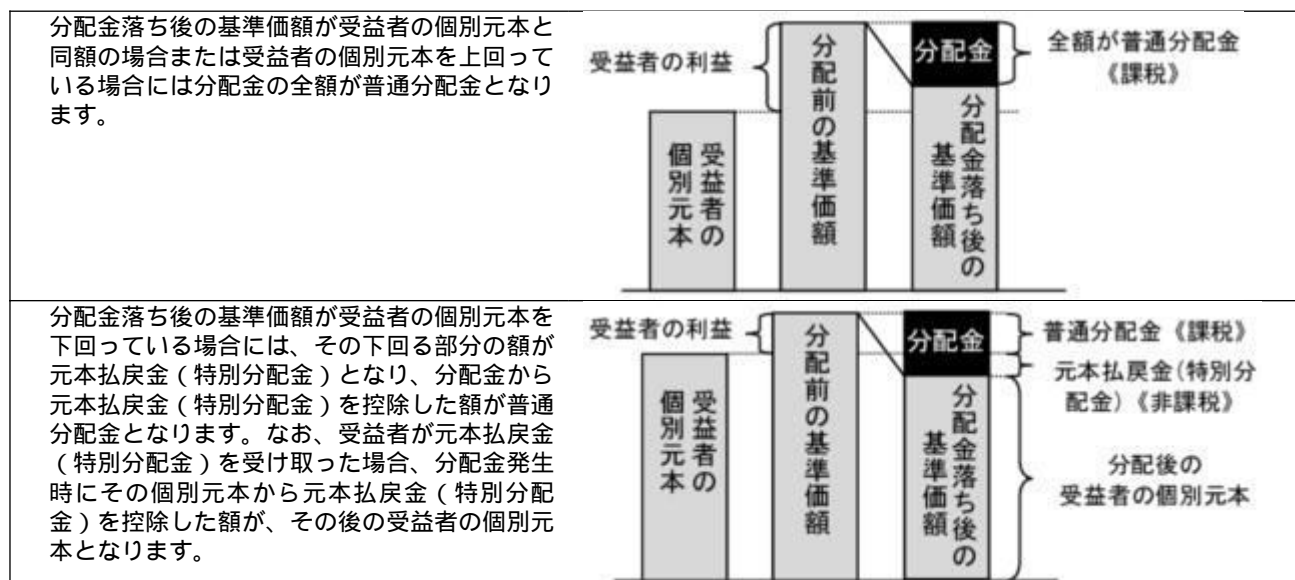 分配金落ち後の基準価額が受益者の個別元本と
同額の場合または受益者の個別元本を上回って
いる場合には分配金の全額が普通分配金となり
ます。
受益者の利益
受益者の
個別元本
分配前の基準価額
分配金
分配金落ち後の
基準価額
全額が普通分配金
《課税》
分配金落ち後の基準価額が受益者の個別元本を
下回っている場合には、その下回る部分の額が
元本払戻金(特別分配金)となり、分配金から
元本払戻金(特別分配金)を控除した額が普通
分配金となります。なお、受益者が元本払戻金
(特別分配金)を受け取った場合、分配金発生
時にその個別元本から元本払戻金(特別分配
金)を控除した額が、その後の受益者の個別元
本となります。
受益者の利益
受益者の
個別元本
分配前の基準価額
分配金
分配金落ち後の
基準価額
普通分配金《課税》
元本払戻金(特別分
配金)《非課税》
分配後の
受益者の個別元本